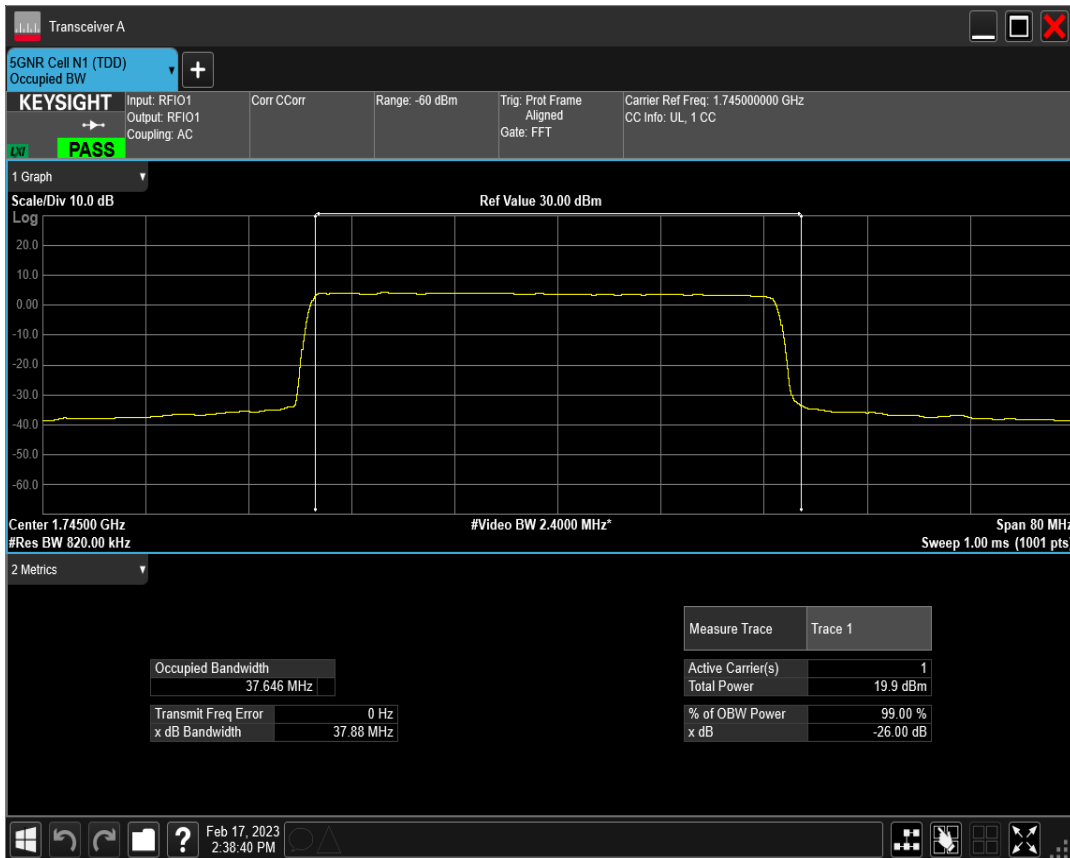 Transceiver A
5GNR Cell N1 (TDD)
Occupied BW
+
KEYSIGHT
LXI
PASS
Input: RFIO1
Output: RFIO1
Coupling: AC
Corr CCorr
Range: -60 dBm
Trig: Prot Frame
Aligned
Gate: FFT
Carrier Ref Freq: 1.745000000 GHz
CC Info: UL, 1 CC
1 Graph
Scale/Div 10.0 dB
Ref Value 30.00 dBm
Log
20.0
10.0
0.00
-10.0
-20.0
-30.0
-40.0
-50.0
-60.0
Center 1.74500 GHz
#Video BW 2.4000 MHz*
Span 80 MHz
#Res BW 820.00 kHz
Sweep 1.00 ms (1001 pts)
2 Metrics
Measure Trace Trace 1
Occupied Bandwidth
37.646 MHz
Active Carrier(s) 1
Total Power 19.9 dBm
Transmit Freq Error 0 Hz
x dB Bandwidth 37.88 MHz
% of OBW Power 99.00 %
x dB -26.00 dB
?
Feb 17, 2023
2:38:40 PM